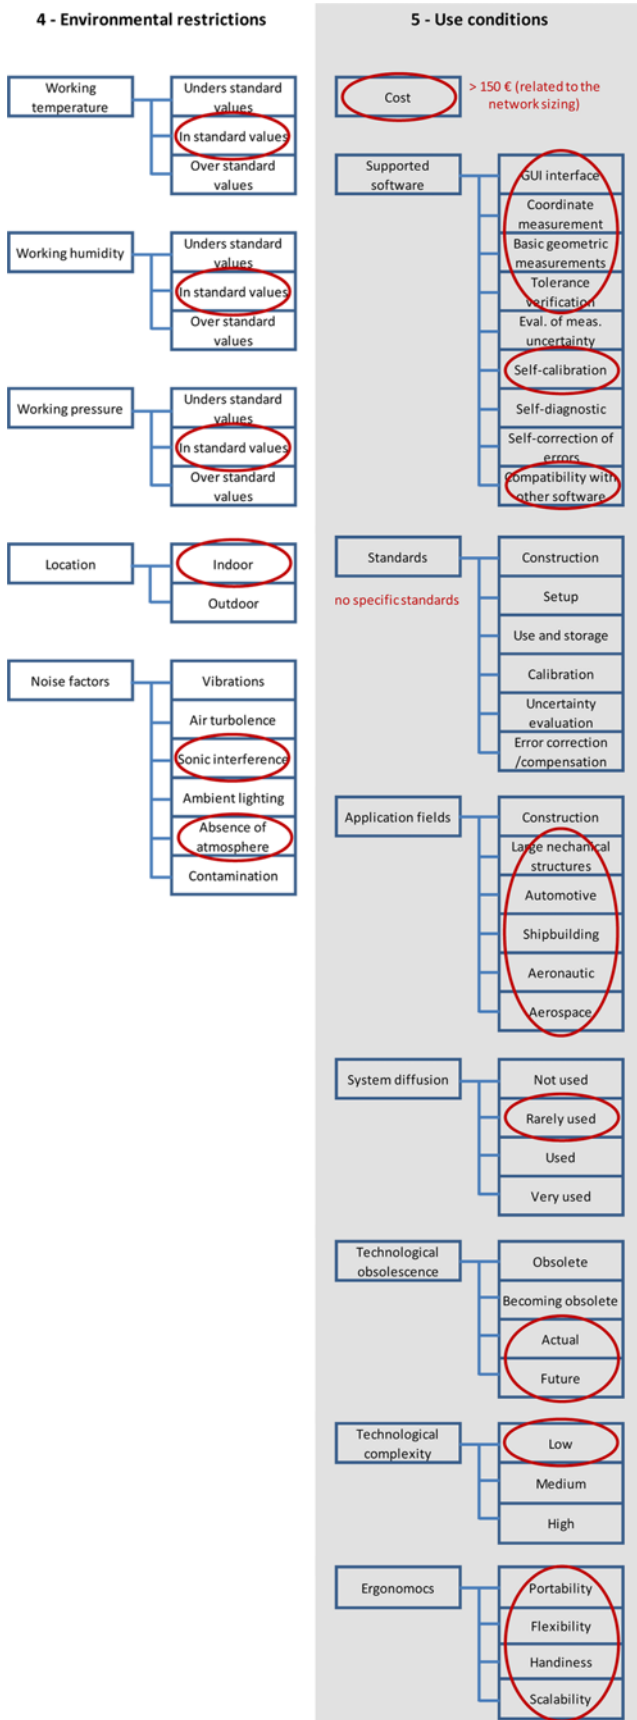 4 - Environmental restrictions
Working
temperature
Unders standard
values
In standard values
Over standard
values
Working humidity
Unders standard
values
In standard values
Over standard
values
Working pressure
Unders standard
values
In standard values
Over standard
values
Location
Indoor
Outdoor
Noise factors
Vibrations
Air turbolence
Sonic interference
Ambient lighting
Absence of
atmosphere
Contamination
5 - Use conditions
Cost
> 150 € (related to the
network sizing)
Supported
software
GUI interface
Coordinate
measurement
Basic geometric
measurements
Tolerance
verification
Eval. of meas.
uncertainty
Self-calibration
Self-diagnostic
Self-correction of
errors
Compatibility with
other software
Standards
no specific standards
Construction
Setup
Use and storage
Calibration
Uncertainty
evaluation
Error correction
/compensation
Application fields
Construction
Large nechanical
structures
Automotive
Shipbuilding
Aeronautic
Aerospace
System diffusion
Not used
Rarely used
Used
Very used
Technological
obsolescence
Obsolete
Becoming obsolete
Actual
Future
Technological
complexity
Low
Medium
High
Ergonomocs
Portability
Flexibility
Handiness
Scalability